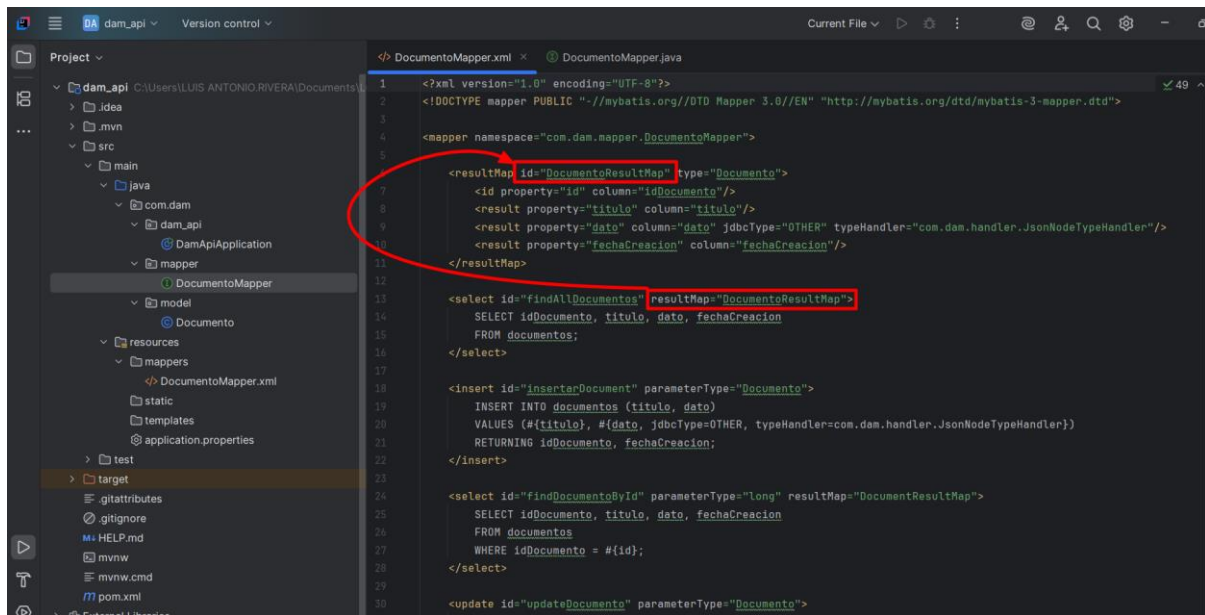 DA dam_api Version control Current File
Project
dam_api C:\Users\LUIS ANTONIO.RIVERA\Documents\
.idea
.mvn
src
main
java
com.dam
dam_api
DamApiApplication
mapper
DocumentoMapper
model
Documento
resources
mappers
DocumentoMapper.xml
static
templates
application.properties
test
target
.gitattributes
.gitignore
HELP.md
mvnw
mvnw.cmd
pom.xml
DocumentoMapper.xml DocumentoMapper.java
49
1 <?xml version="1.0" encoding="UTF-8"?>
2 <!DOCTYPE mapper PUBLIC "-//mybatis.org//DTD Mapper 3.0//EN" "http://mybatis.org/dtd/mybatis-3-mapper.dtd">
3
4 <mapper namespace="com.dam.mapper.DocumentoMapper">
5
<resultMap id="DocumentoResultMap" type="Documento">
7 <id property="id" column="idDocumento"/>
8 <result property="titulo" column="titulo"/>
9 <result property="dato" column="dato" jdbcType="OTHER" typeHandler="com.dam.handler.JsonNodeTypeHandler"/>
10 <result property="fechaCreacion" column="fechaCreacion"/>
11 </resultMap>
12
13 <select id="findAllDocumentos" resultMap="DocumentoResultMap">
14 SELECT idDocumento, titulo, dato, fechaCreacion
15 FROM documentos;
16 </select>
17
18 <insert id="insertarDocument" parameterType="Documento">
19 INSERT INTO documentos (titulo, dato)
20 VALUES (#{titulo}, #{dato, jdbcType=OTHER, typeHandler=com.dam.handler.JsonNodeTypeHandler})
21 RETURNING idDocumento, fechaCreacion;
22 </insert>
23
24 <select id="findDocumentoById" parameterType="long" resultMap="DocumentResultMap">
25 SELECT idDocumento, titulo, dato, fechaCreacion
26 FROM documentos
27 WHERE idDocumento = #{id};
28 </select>
29
30 <update id="updateDocumento" parameterType="Documento">